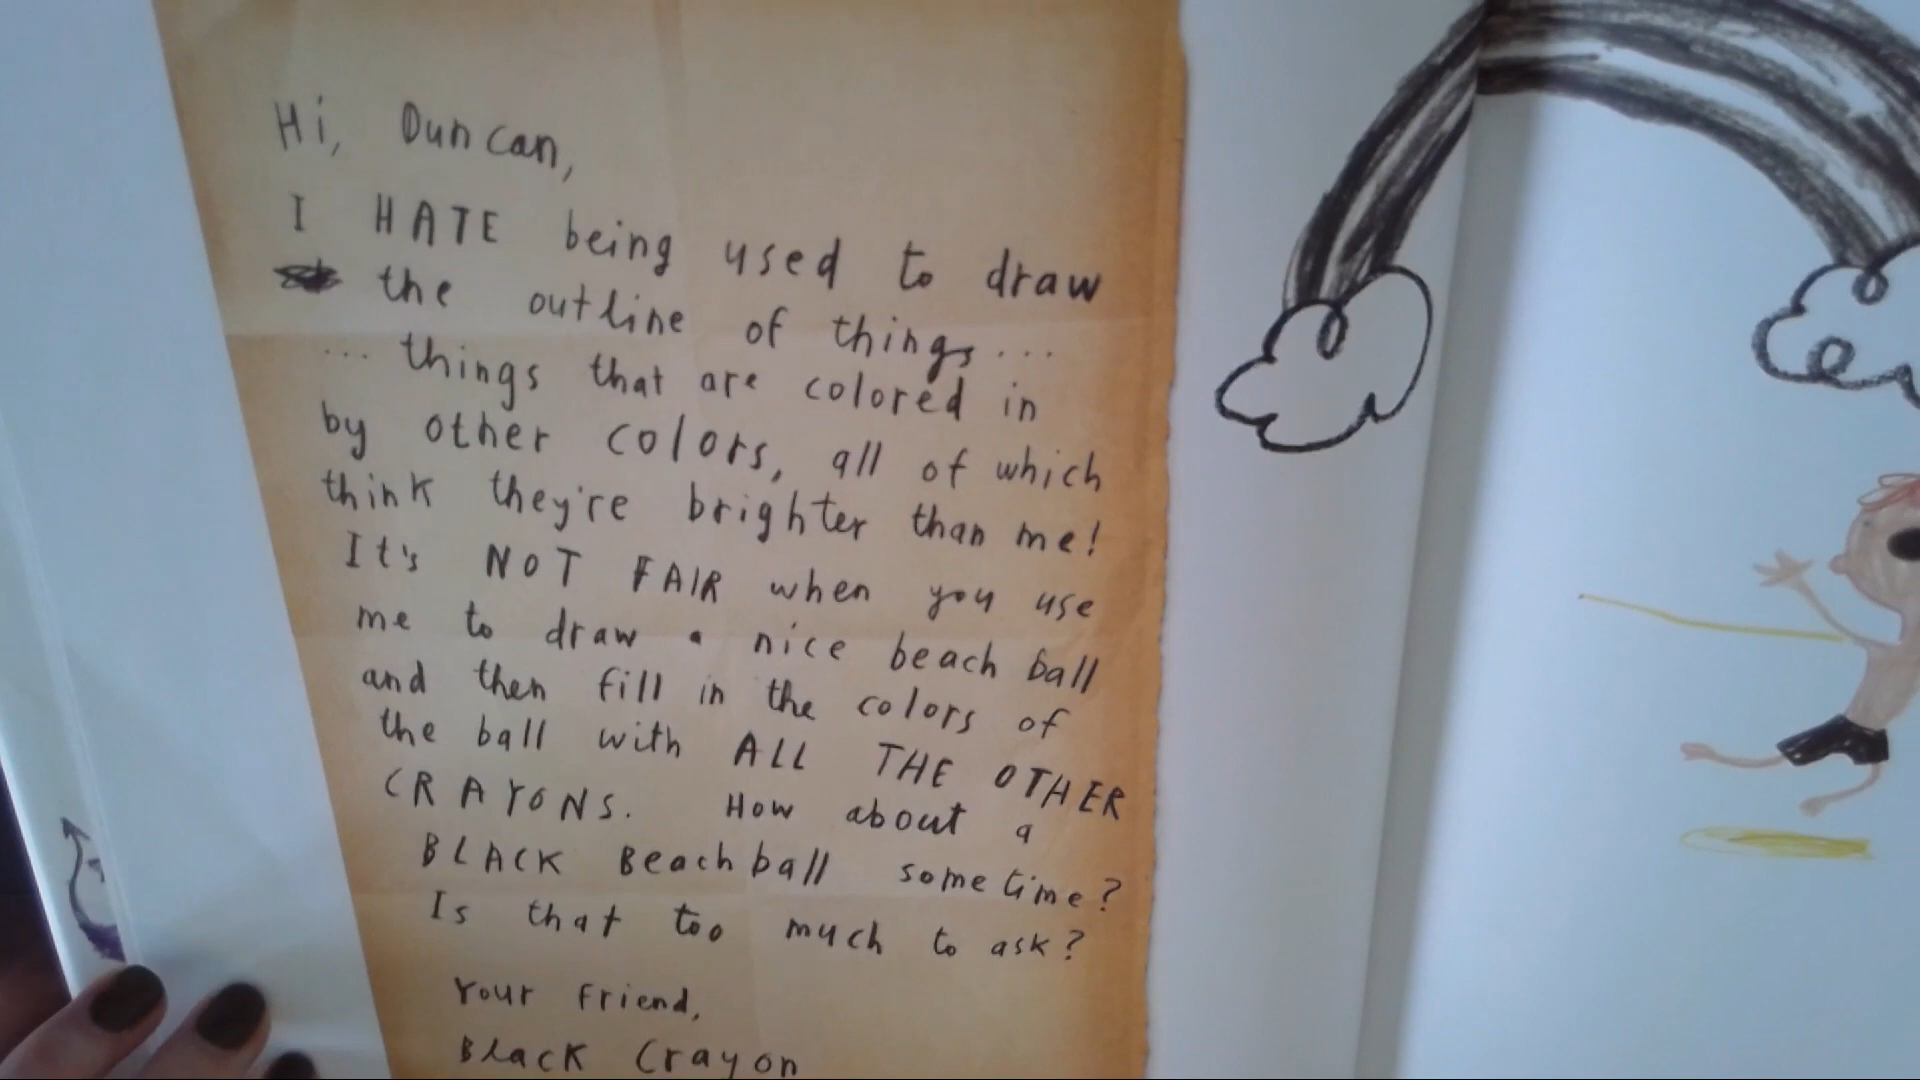 Hi, Duncan,
I HATE being used to draw
the outline of things...
... things that are colored in
by other colors, all of which
think they're brighter than me!
It's NOT FAIR when you use
me to draw a nice beach ball
and then fill in the colors of
the ball with ALL THE OTHER
CRAYONS. How about a
BLACK Beach ball sometime?
Is that too much to ask?
Your friend,
Black Crayon